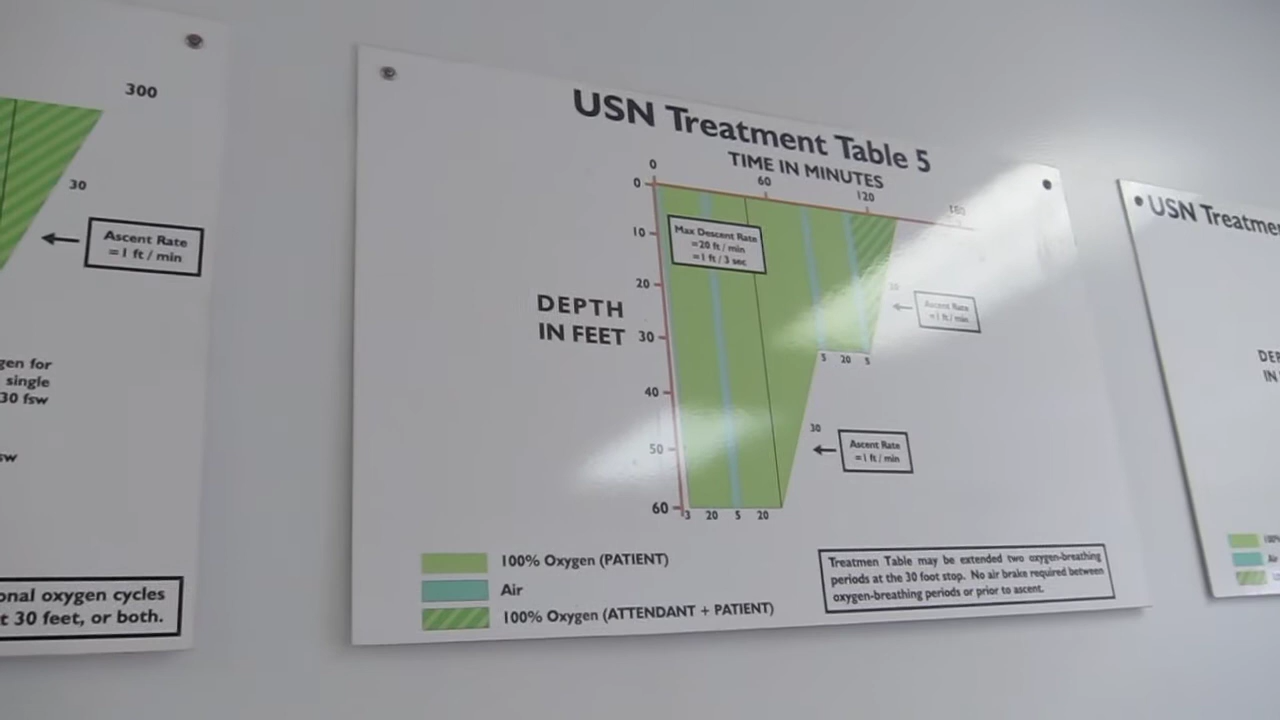 300
30
Ascent Rate
= 1 ft / min
gen for
single
30 fsw
sw
onal oxygen cycles
t 30 feet, or both.
USN Treatment Table 5
TIME IN MINUTES
0
60
120
180
0
10
20
30
40
50
60
DEPTH
IN FEET
Max Descent Rate
=20 ft / min
=1 ft / 3 sec
30
Ascent Rate
=1 ft / min
5 20 5
30
Ascent Rate
=1 ft / min
3 20 5 20
100% Oxygen (PATIENT)
Air
100% Oxygen (ATTENDANT + PATIENT)
Treatmen Table may be extended two oxygen-breathing
periods at the 30 foot stop. No air brake required between
oxygen-breathing periods or prior to ascent.
USN Treatme
DEP
IN